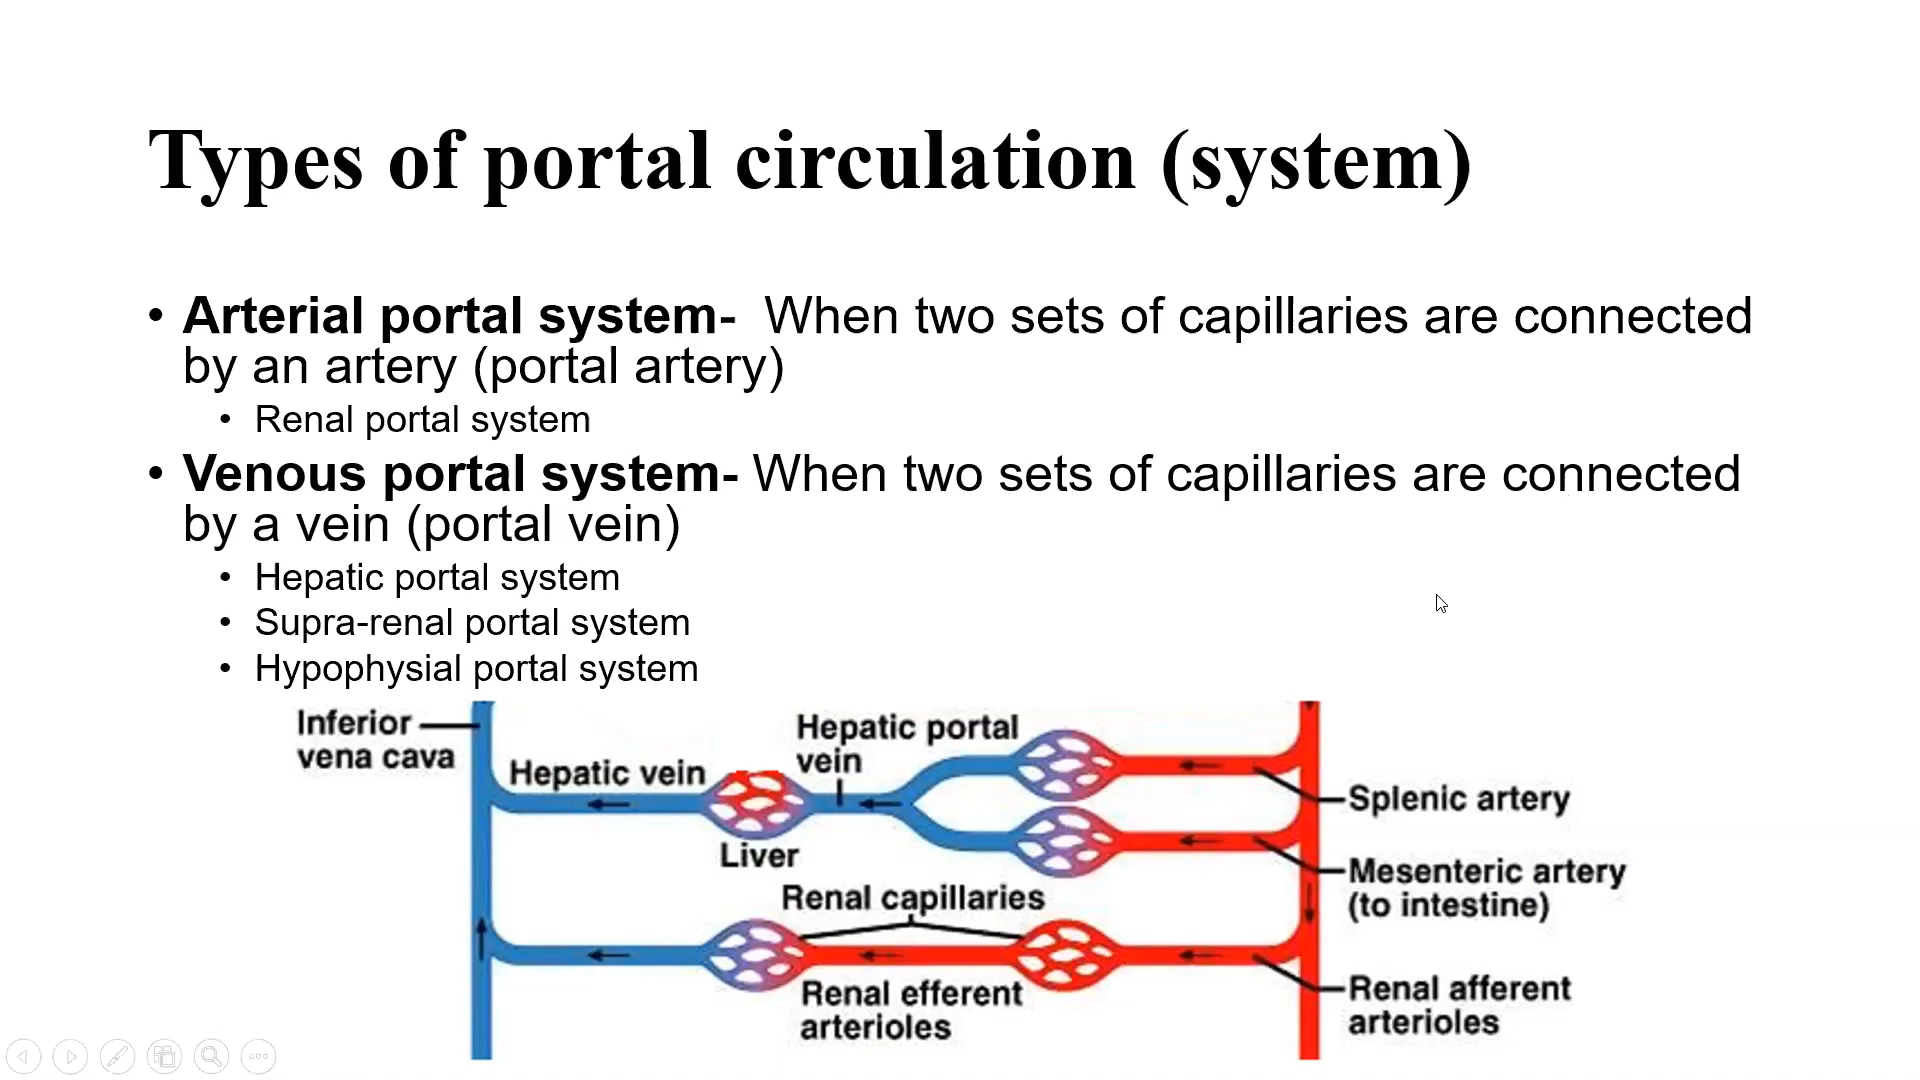 Types of portal circulation (system)
• Arterial portal system-  When two sets of capillaries are connected
by an artery (portal artery)
• Renal portal system
• Venous portal system- When two sets of capillaries are connected
by a vein (portal vein)
• Hepatic portal system
• Supra-renal portal system
• Hypophysial portal system
Inferior
vena cava
Hepatic vein
Hepatic portal
vein
Liver
Splenic artery
Mesenteric artery
(to intestine)
Renal capillaries
Renal efferent
arterioles
Renal afferent
arterioles